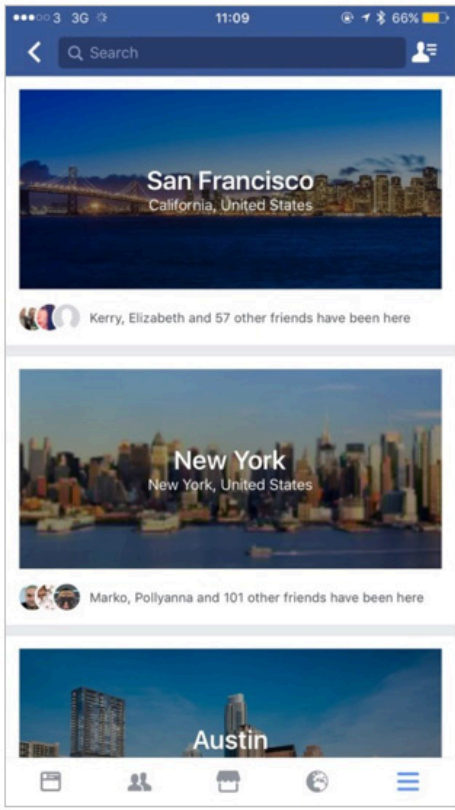 3 3G 11:09 66%
Search
San Francisco
California, United States
Kerry, Elizabeth and 57 other friends have been here
New York
New York, United States
Marko, Pollyanna and 101 other friends have been here
Austin